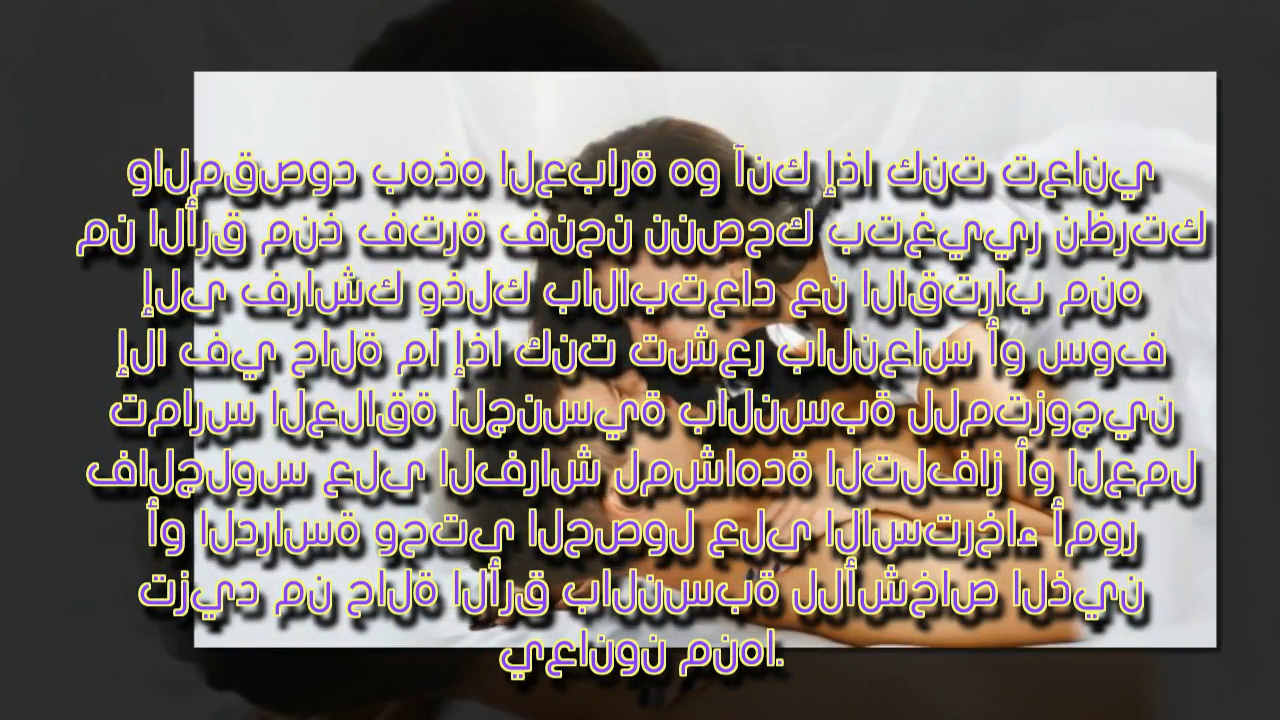 والمقصود بهذه العبارة هو أنك إذا كنت تعاني
من الأرق منذ فترة فنحن ننصحك بتغيير نظرتك
إلى فراشك وذلك بالابتعاد عن الاقتراب منه
إلا في حالة ما إذا كنت تشعر بالنعاس أو سوف
تمارس العلاقة الجنسية بالنسبة للمتزوجين
فالجلوس على الفراش لمشاهدة التلفاز أو العمل
أو الدراسة وحتى الحصول على الاسترخاء أمور
تزيد من حالة الأرق بالنسبة للأشخاص الذين
يعانون منها.